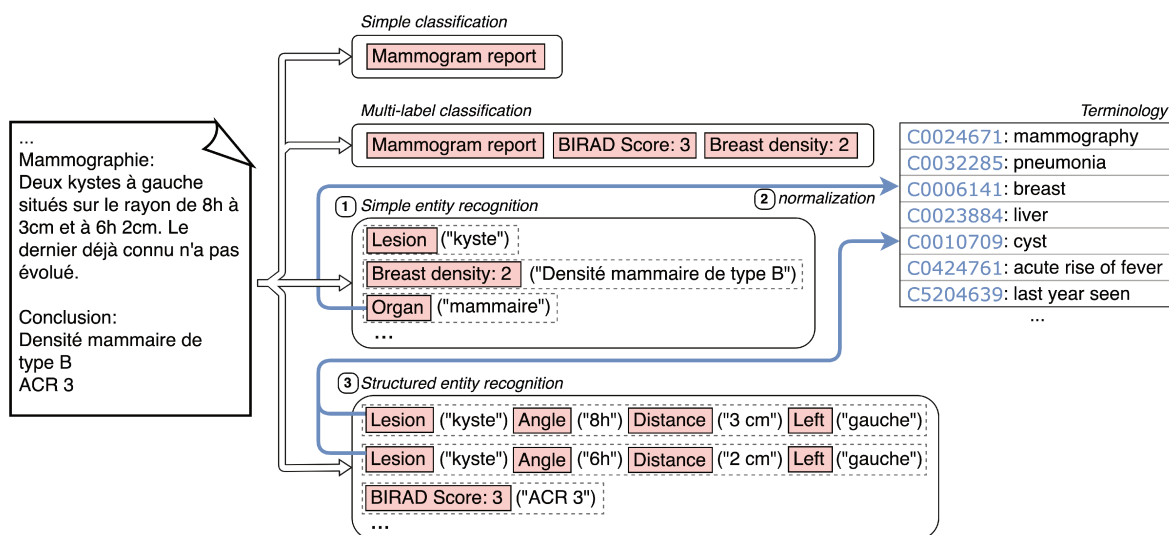 Simple classification
Mammogram report
Multi-label classification
Mammogram report BIRAD Score: 3 Breast density: 2
...
Mammographie:
Deux kystes à gauche
situés sur le rayon de 8h à
3cm et à 6h 2cm. Le
dernier déjà connu n'a pas
évolué.
Conclusion:
Densité mammaire de
type B
ACR 3
1 Simple entity recognition
Lesion ("kyste")
Breast density: 2 ("Densité mammaire de type B")
Organ ("mammaire")
...
2 normalization
Terminology
C0024671: mammography
C0032285: pneumonia
C0006141: breast
C0023884: liver
C0010709: cyst
C0424761: acute rise of fever
C5204639: last year seen
...
3 Structured entity recognition
Lesion ("kyste") Angle ("8h") Distance ("3 cm") Left ("gauche")
Lesion ("kyste") Angle ("6h") Distance ("2 cm") Left ("gauche")
BIRAD Score: 3 ("ACR 3")
...